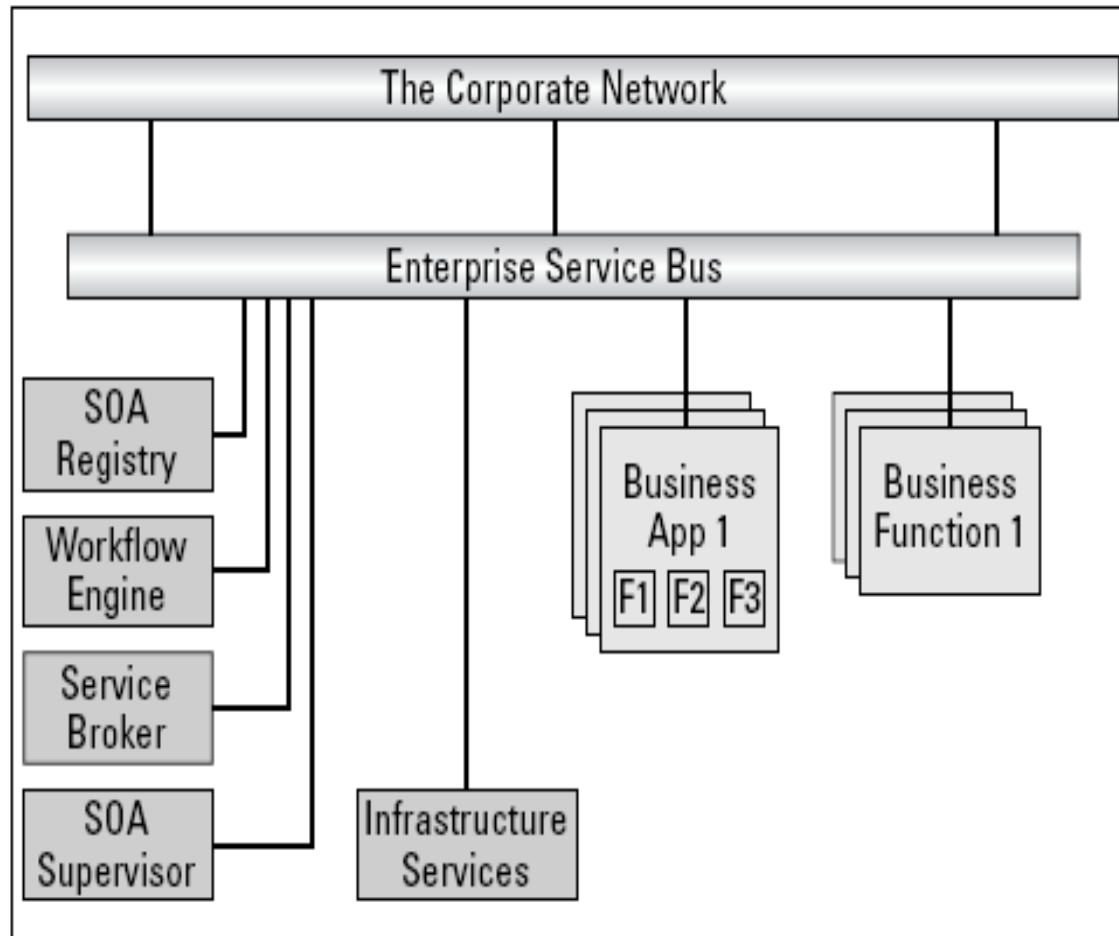 The Corporate Network
Enterprise Service Bus
SOA
Registry
Workflow
Engine
Service
Broker
SOA
Supervisor
Infrastructure
Services
Business
App 1
F1 F2 F3
Business
Function 1